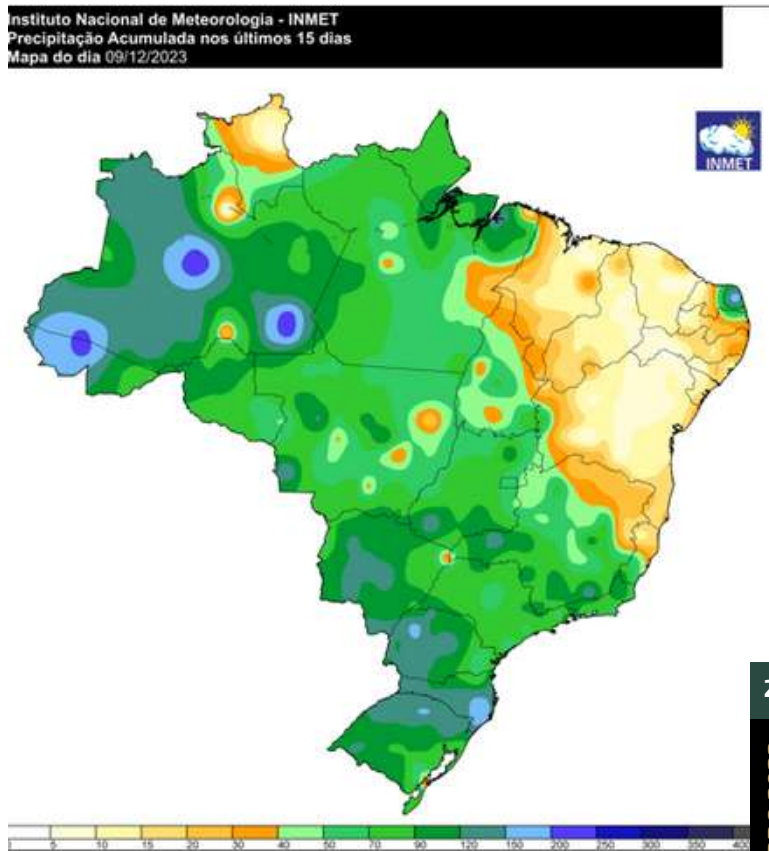 Instituto Nacional de Meteorologia - INMET
Precipitação Acumulada nos últimos 15 dias
Mapa do dia 09/12/2023
INMET
2
5 10 15 20 30 40 50 70 90 120 150 200 250 300 350 400